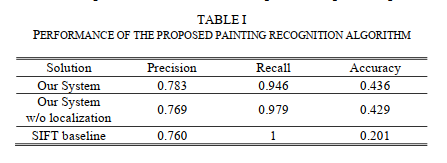 TABLE I
PERFORMANCE OF THE PROPOSED PAINTING RECOGNITION ALGORITHM
Solution Precision Recall Accuracy
Our System 0.783 0.946 0.436
Our System
w/o localization 0.769 0.979 0.429
SIFT baseline 0.760 1 0.201